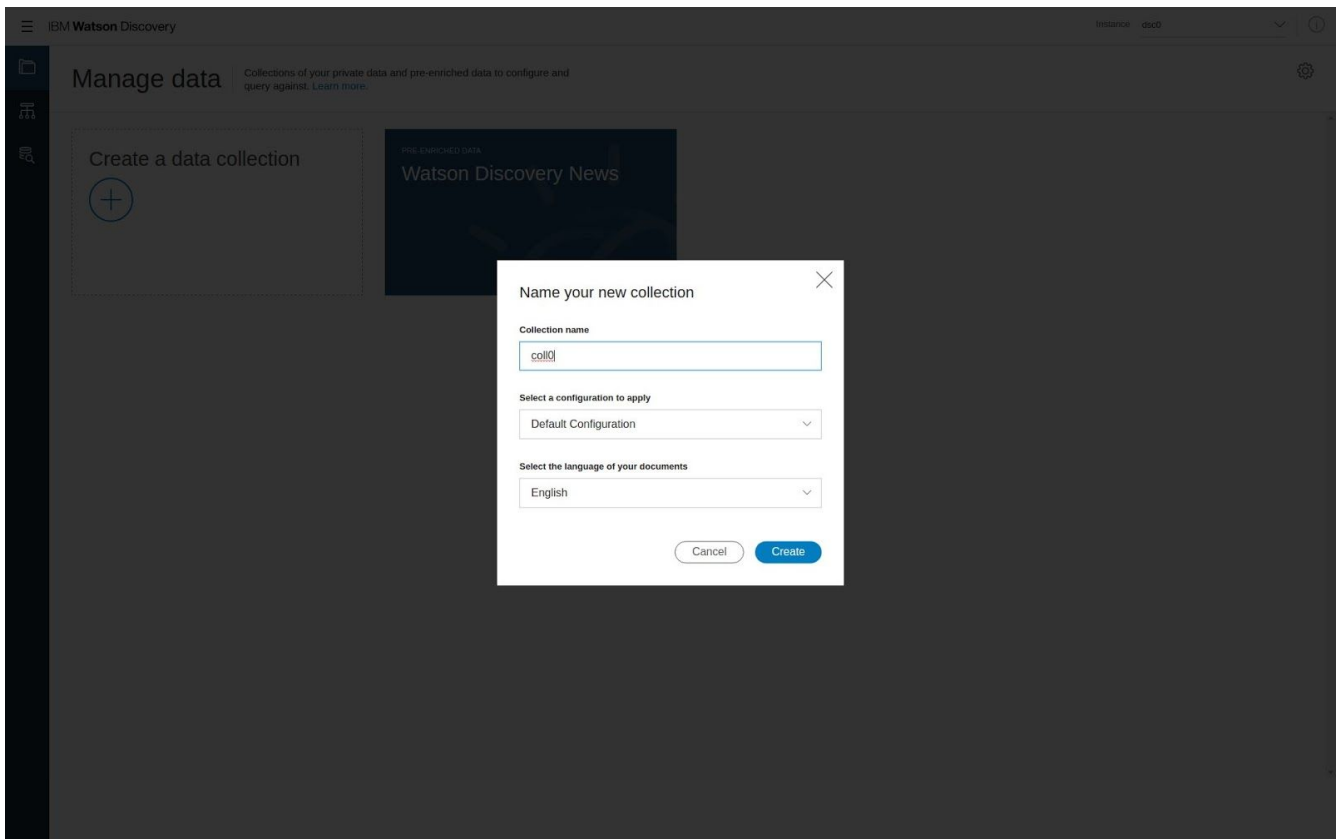 IBM Watson Discovery
Instance dsc0
Manage data
Collections of your private data and pre-enriched data to configure and
query against. Learn more.
Create a data collection
PRE-ENRICHED DATA
Watson Discovery News
Name your new collection
Collection name
coll0
Select a configuration to apply
Default Configuration
Select the language of your documents
English
Cancel Create